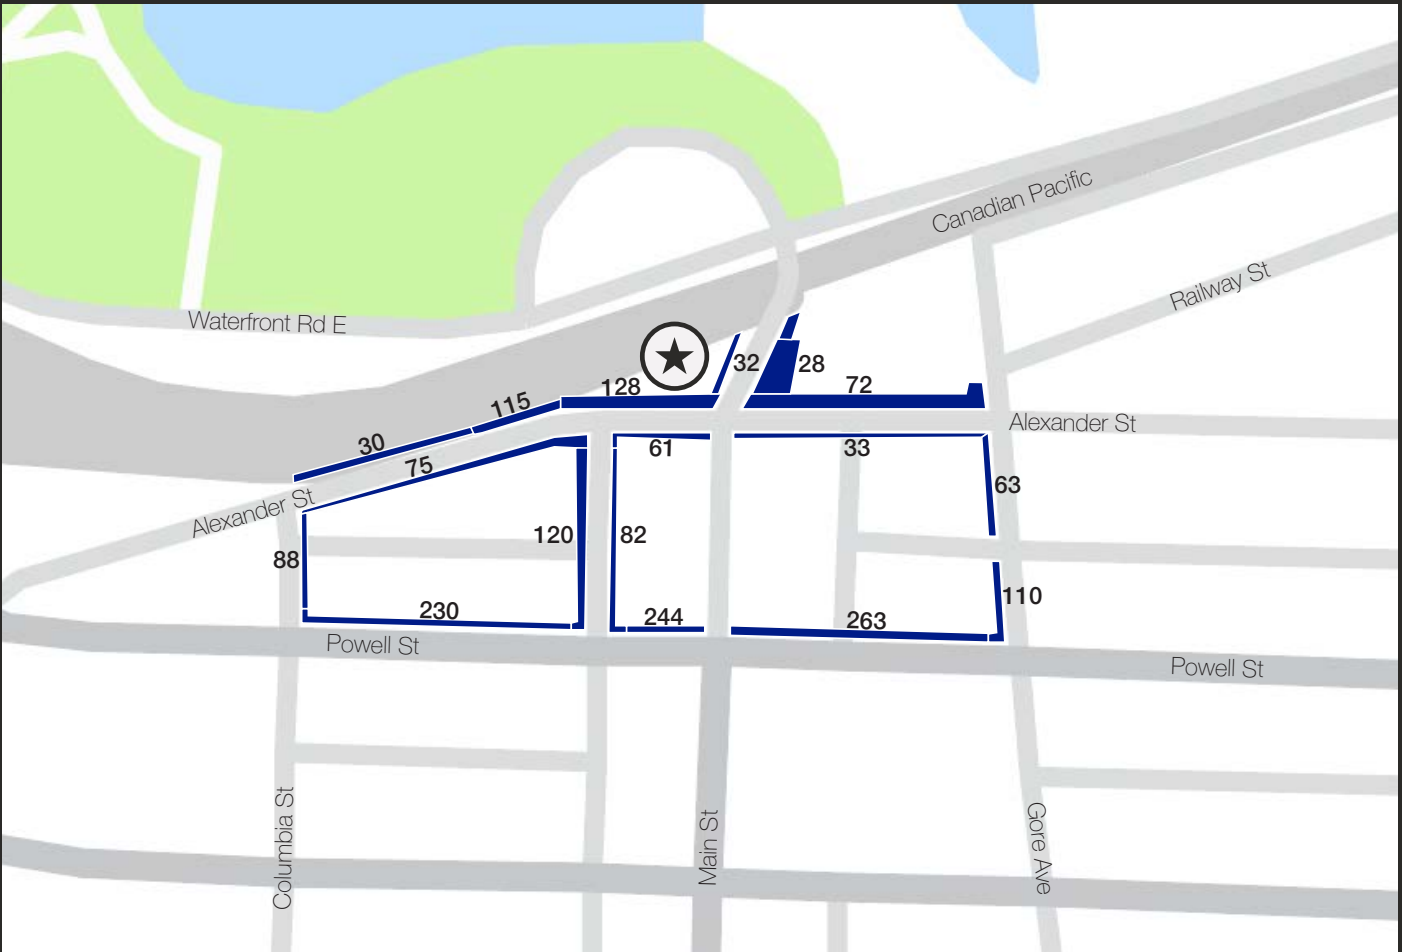 Canadian Pacific
Railway St
Waterfront Rd E
32
28
128
72
115
Alexander St
30
61
33
75
63
Alexander St
120
82
88
110
230
244
263
Powell St
Powell St
Columbia St
Main St
Gore Ave